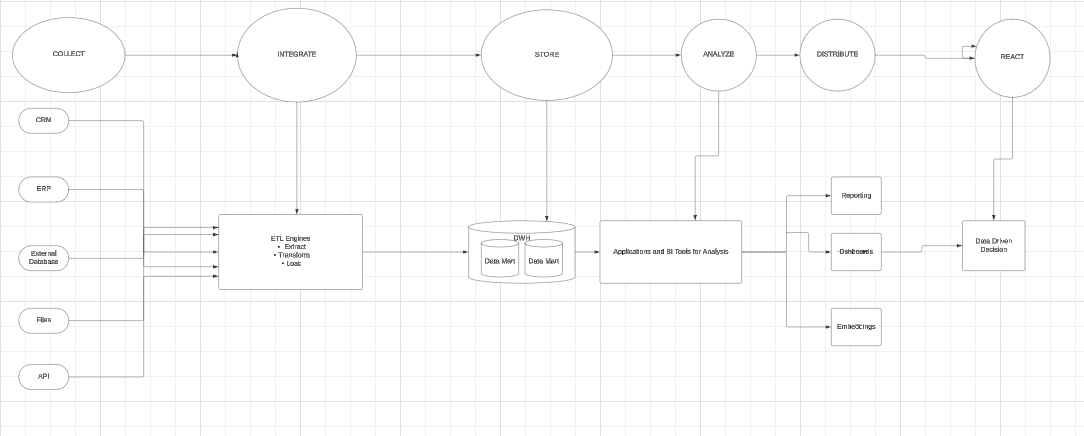 COLLECT
INTEGRATE
STORE
ANALYZE
DISTRIBUTE
REACT
CRM
ERP
External
Database
Files
API
ETL Engines
• Extract
• Transform
• Load
DWH
Data Mart
Data Mart
Applications and BI Tools for Analysis
Reporting
Dashboards
Embeddings
Data Driven
Decision